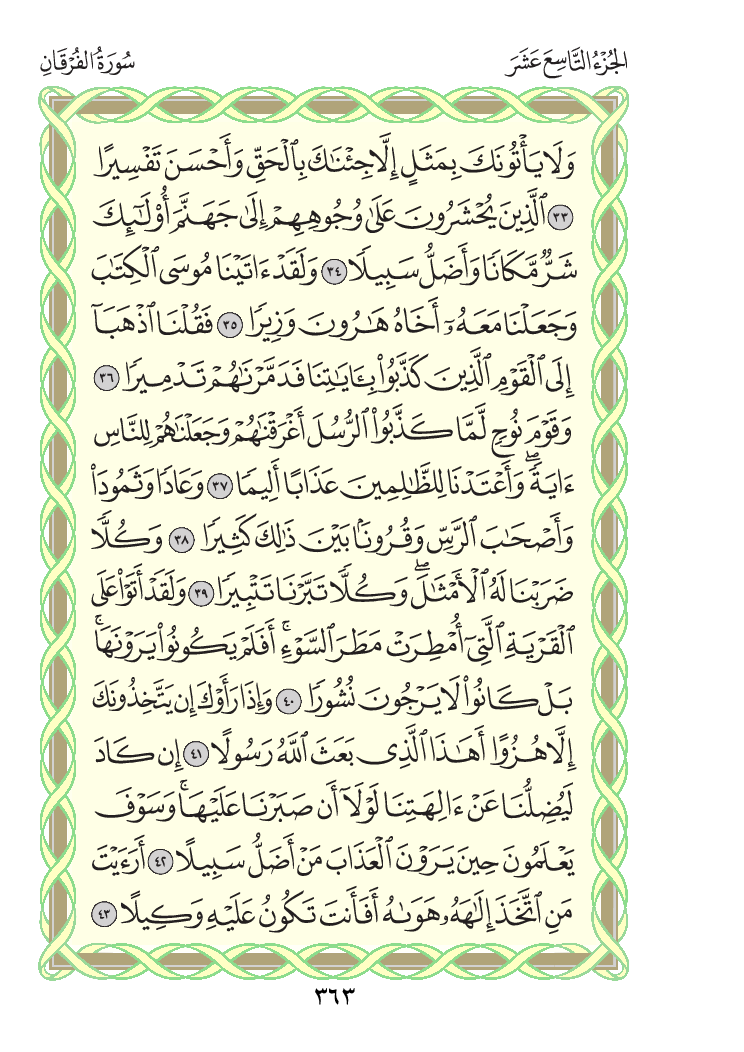 الجُزْءُ التَّاسِعَ عَشَرَ
سُورَةُ الفُرْقَانِ
وَلَا يَأْتُونَكَ بِمَثَلٍ إِلَّا جِئْنَٰكَ بِٱلْحَقِّ وَأَحْسَنَ تَفْسِيرًا
٣٣ ٱلَّذِينَ يُحْشَرُونَ عَلَىٰ وُجُوهِهِمْ إِلَىٰ جَهَنَّمَ أُو۟لَٰٓئِكَ
شَرٌّ مَّكَانًا وَأَضَلُّ سَبِيلًا ٣٤ وَلَقَدْ ءَاتَيْنَا مُوسَى ٱلْكِتَٰبَ
وَجَعَلْنَا مَعَهُۥٓ أَخَاهُ هَٰرُونَ وَزِيرًا ٣٥ فَقُلْنَا ٱذْهَبَآ
إِلَى ٱلْقَوْمِ ٱلَّذِينَ كَذَّبُوا۟ بِـَٔايَٰتِنَا فَدَمَّرْنَٰهُمْ تَدْمِيرًا ٣٦
وَقَوْمَ نُوحٍ لَّمَّا كَذَّبُوا۟ ٱلرُّسُلَ أَغْرَقْنَٰهُمْ وَجَعَلْنَٰهُمْ لِلنَّاسِ
ءَايَةًۖ وَأَعْتَدْنَا لِلظَّٰلِمِينَ عَذَابًا أَلِيمًا ٣٧ وَعَادًا وَثَمُودَا۟
وَأَصْحَٰبَ ٱلرَّسِّ وَقُرُونًۢا بَيْنَ ذَٰلِكَ كَثِيرًا ٣٨ وَكُلًّا
ضَرَبْنَا لَهُ ٱلْأَمْثَٰلَۖ وَكُلًّا تَبَّرْنَا تَتْبِيرًا ٣٩ وَلَقَدْ أَتَوْا۟ عَلَى
ٱلْقَرْيَةِ ٱلَّتِىٓ أُمْطِرَتْ مَطَرَ ٱلسَّوْءِۚ أَفَلَمْ يَكُونُوا۟ يَرَوْنَهَاۚ
بَلْ كَانُوا۟ لَا يَرْجُونَ نُشُورًا ٤٠ وَإِذَا رَأَوْكَ إِن يَتَّخِذُونَكَ
إِلَّا هُزُوًا أَهَٰذَا ٱلَّذِى بَعَثَ ٱللَّهُ رَسُولًا ٤١ إِن كَادَ
لَيُضِلُّنَا عَنْ ءَالِهَتِنَا لَوْلَآ أَن صَبَرْنَا عَلَيْهَاۚ وَسَوْفَ
يَعْلَمُونَ حِينَ يَرَوْنَ ٱلْعَذَابَ مَنْ أَضَلُّ سَبِيلًا ٤٢ أَرَءَيْتَ
مَنِ ٱتَّخَذَ إِلَٰهَهُۥ هَوَىٰهُ أَفَأَنتَ تَكُونُ عَلَيْهِ وَكِيلًا ٤٣
٣٦٣